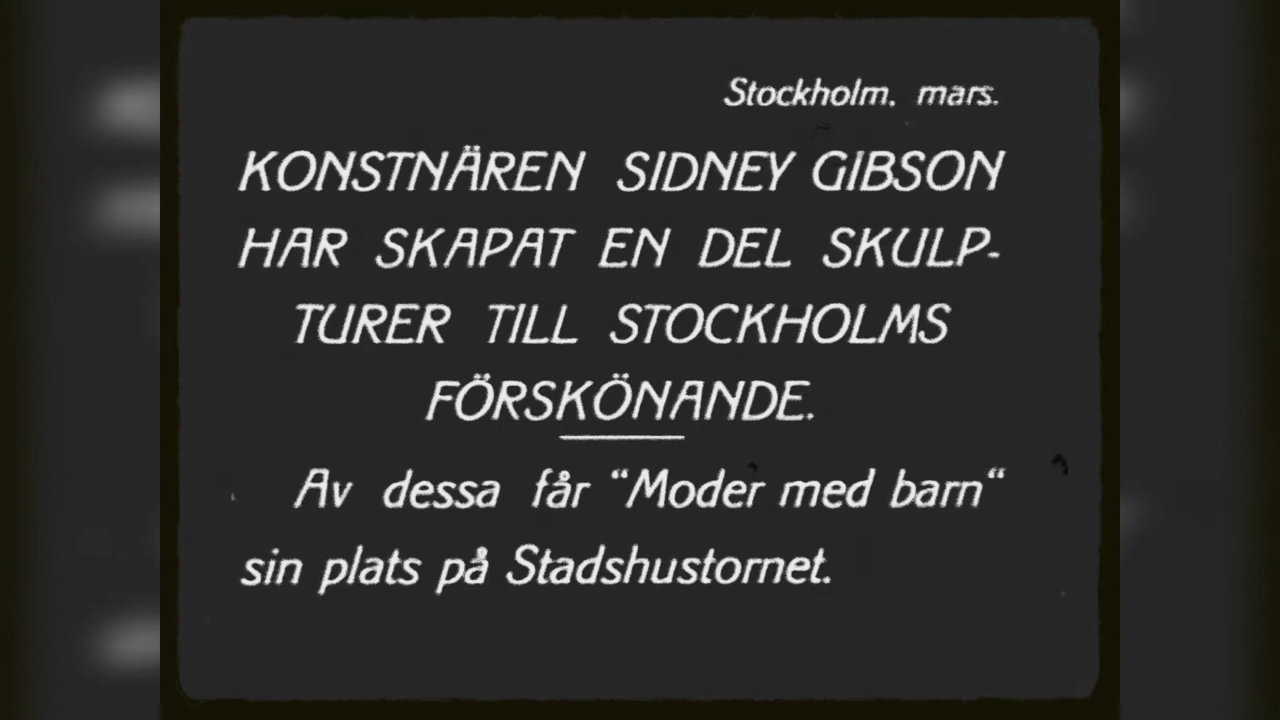 Stockholm. mars.
KONSTNÄREN SIDNEY GIBSON
HAR SKAPAT EN DEL SKULP-
TURER TILL STOCKHOLMS
FÖRSKÖNANDE.
Av dessa får “Moder med barn“
sin plats på Stadshustornet.